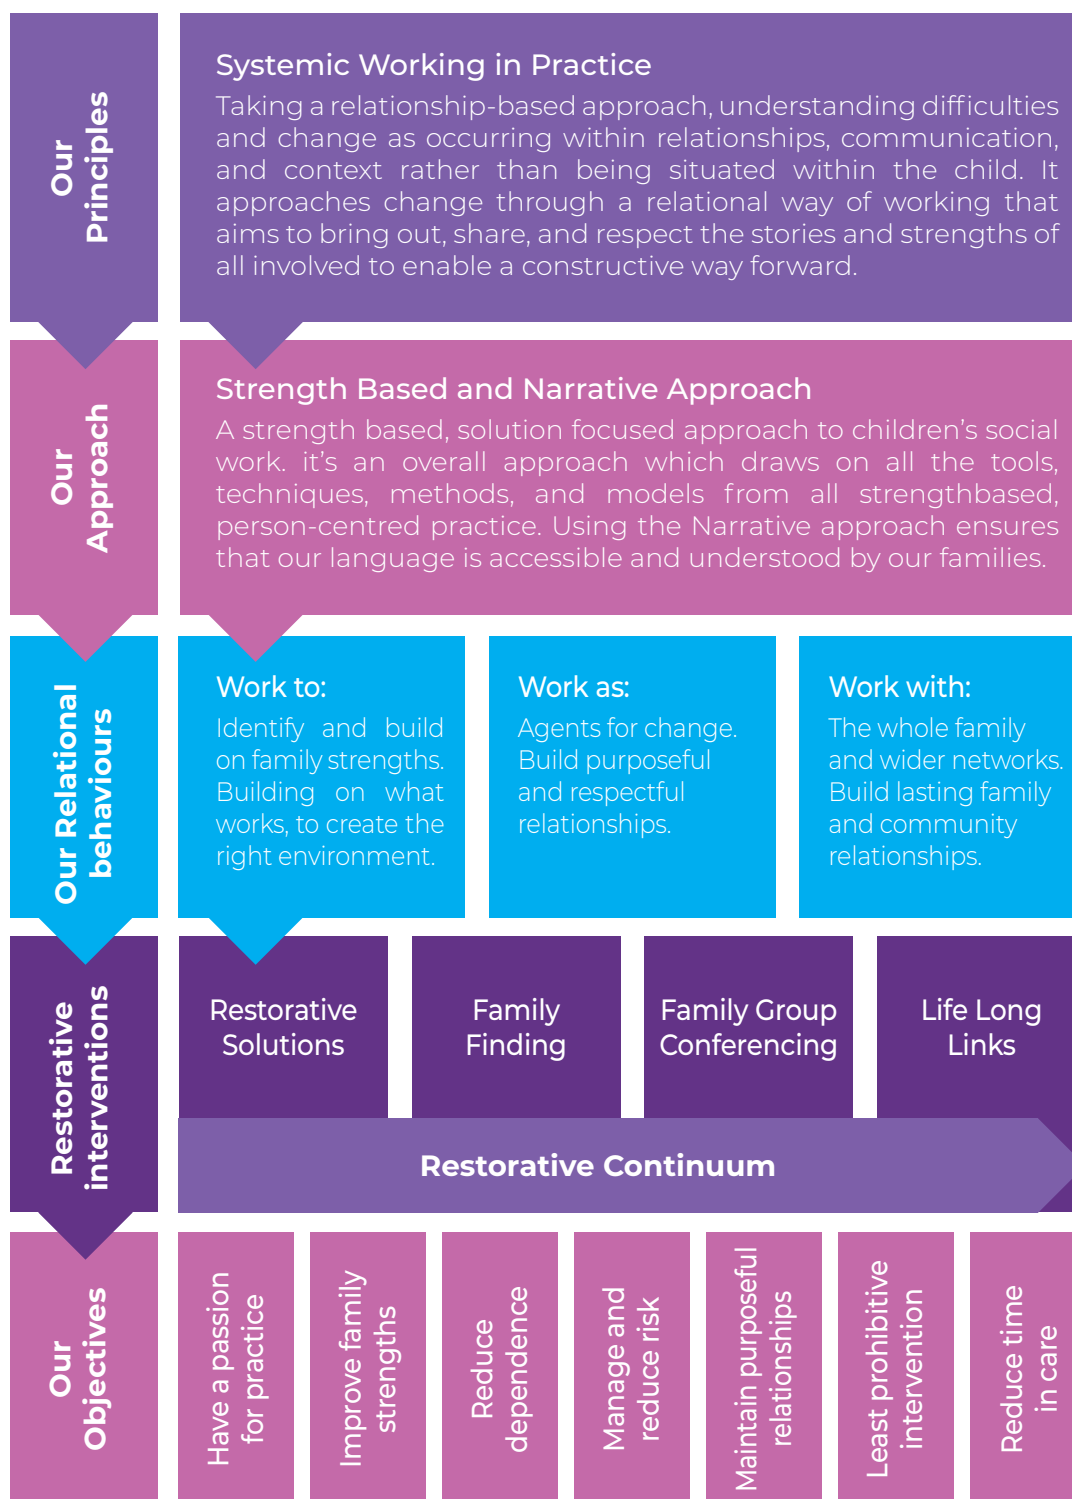 Our
Principles
Systemic Working in Practice
Taking a relationship-based approach, understanding difficulties
and change as occurring within relationships, communication,
and context rather than being situated within the child. It
approaches change through a relational way of working that
aims to bring out, share, and respect the stories and strengths of
all involved to enable a constructive way forward.
Our
Approach
Strength Based and Narrative Approach
A strength based, solution focused approach to children's social
work. it's an overall approach which draws on all the tools,
techniques, methods, and models from all strengthbased,
person-centred practice. Using the Narrative approach ensures
that our language is accessible and understood by our families.
Our Relational
behaviours
Work to:
Identify and build
on family strengths.
Building on what
works, to create the
right environment.
Work as:
Agents for change.
Build purposeful
and respectful
relationships.
Work with:
The whole family
and wider networks.
Build lasting family
and community
relationships.
Restorative
interventions
Restorative
Solutions
Family
Finding
Family Group
Conferencing
Life Long
Links
Restorative Continuum
Our
Objectives
Have a passion
for practice
Improve family
strengths
Reduce
dependence
Manage and
reduce risk
Maintain purposeful
relationships
Least prohibitive
intervention
Reduce time
in care